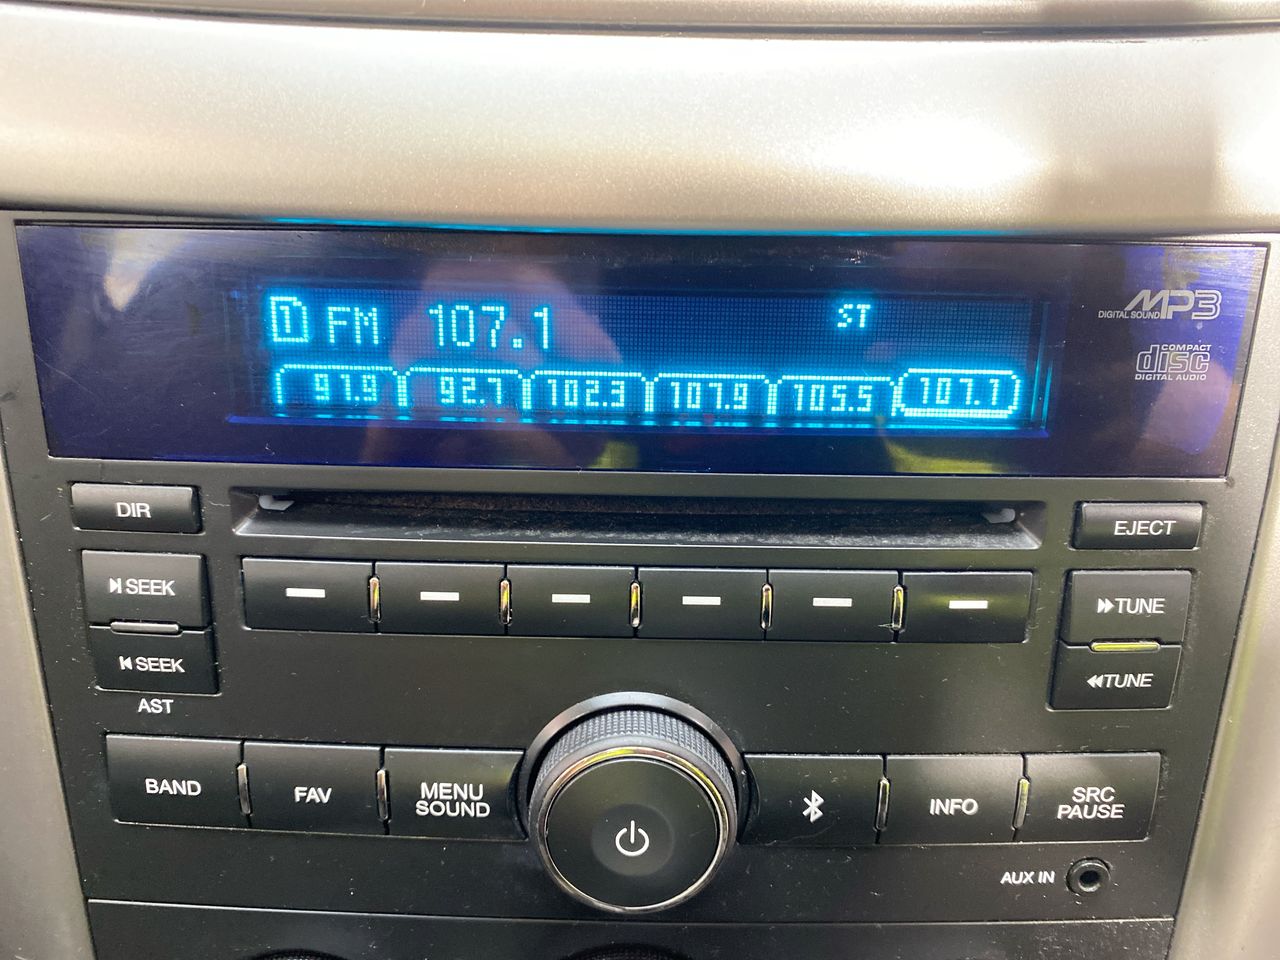 1 FM 107.1 ST
91.9 92.7 102.3 107.9 105.5 107.1
MP3
DIGITAL SOUND
COMPACT
disc
DIGITAL AUDIO
DIR
EJECT
SEEK
TUNE
SEEK
TUNE
AST
BAND
FAV
MENU
SOUND
INFO
SRC
PAUSE
AUX IN